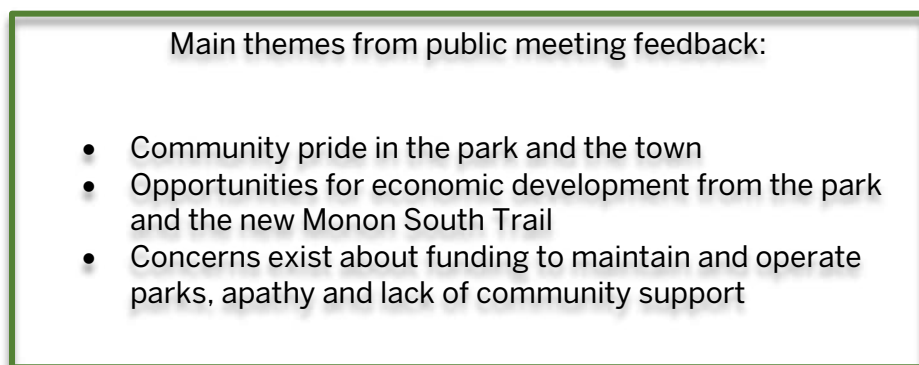 Main themes from public meeting feedback:
• Community pride in the park and the town
• Opportunities for economic development from the park
and the new Monon South Trail
• Concerns exist about funding to maintain and operate
parks, apathy and lack of community support